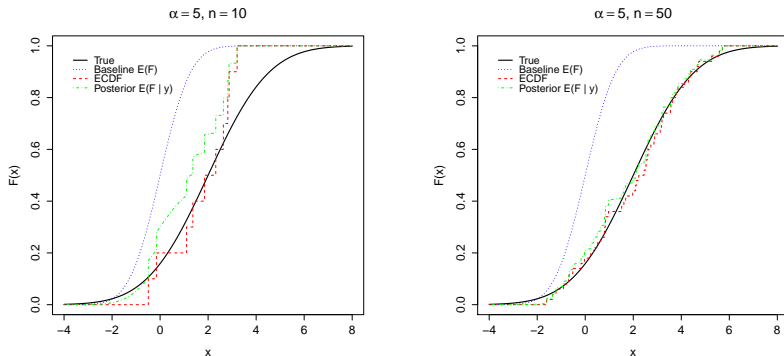 α = 5, n = 10
F(x)
1.0
0.8
0.6
0.4
0.2
0.0
True
Baseline E(F)
ECDF
Posterior E(F | y)
−4 −2 0 2 4 6 8
x
α = 5, n = 50
F(x)
1.0
0.8
0.6
0.4
0.2
0.0
True
Baseline E(F)
ECDF
Posterior E(F | y)
−4 −2 0 2 4 6 8
x